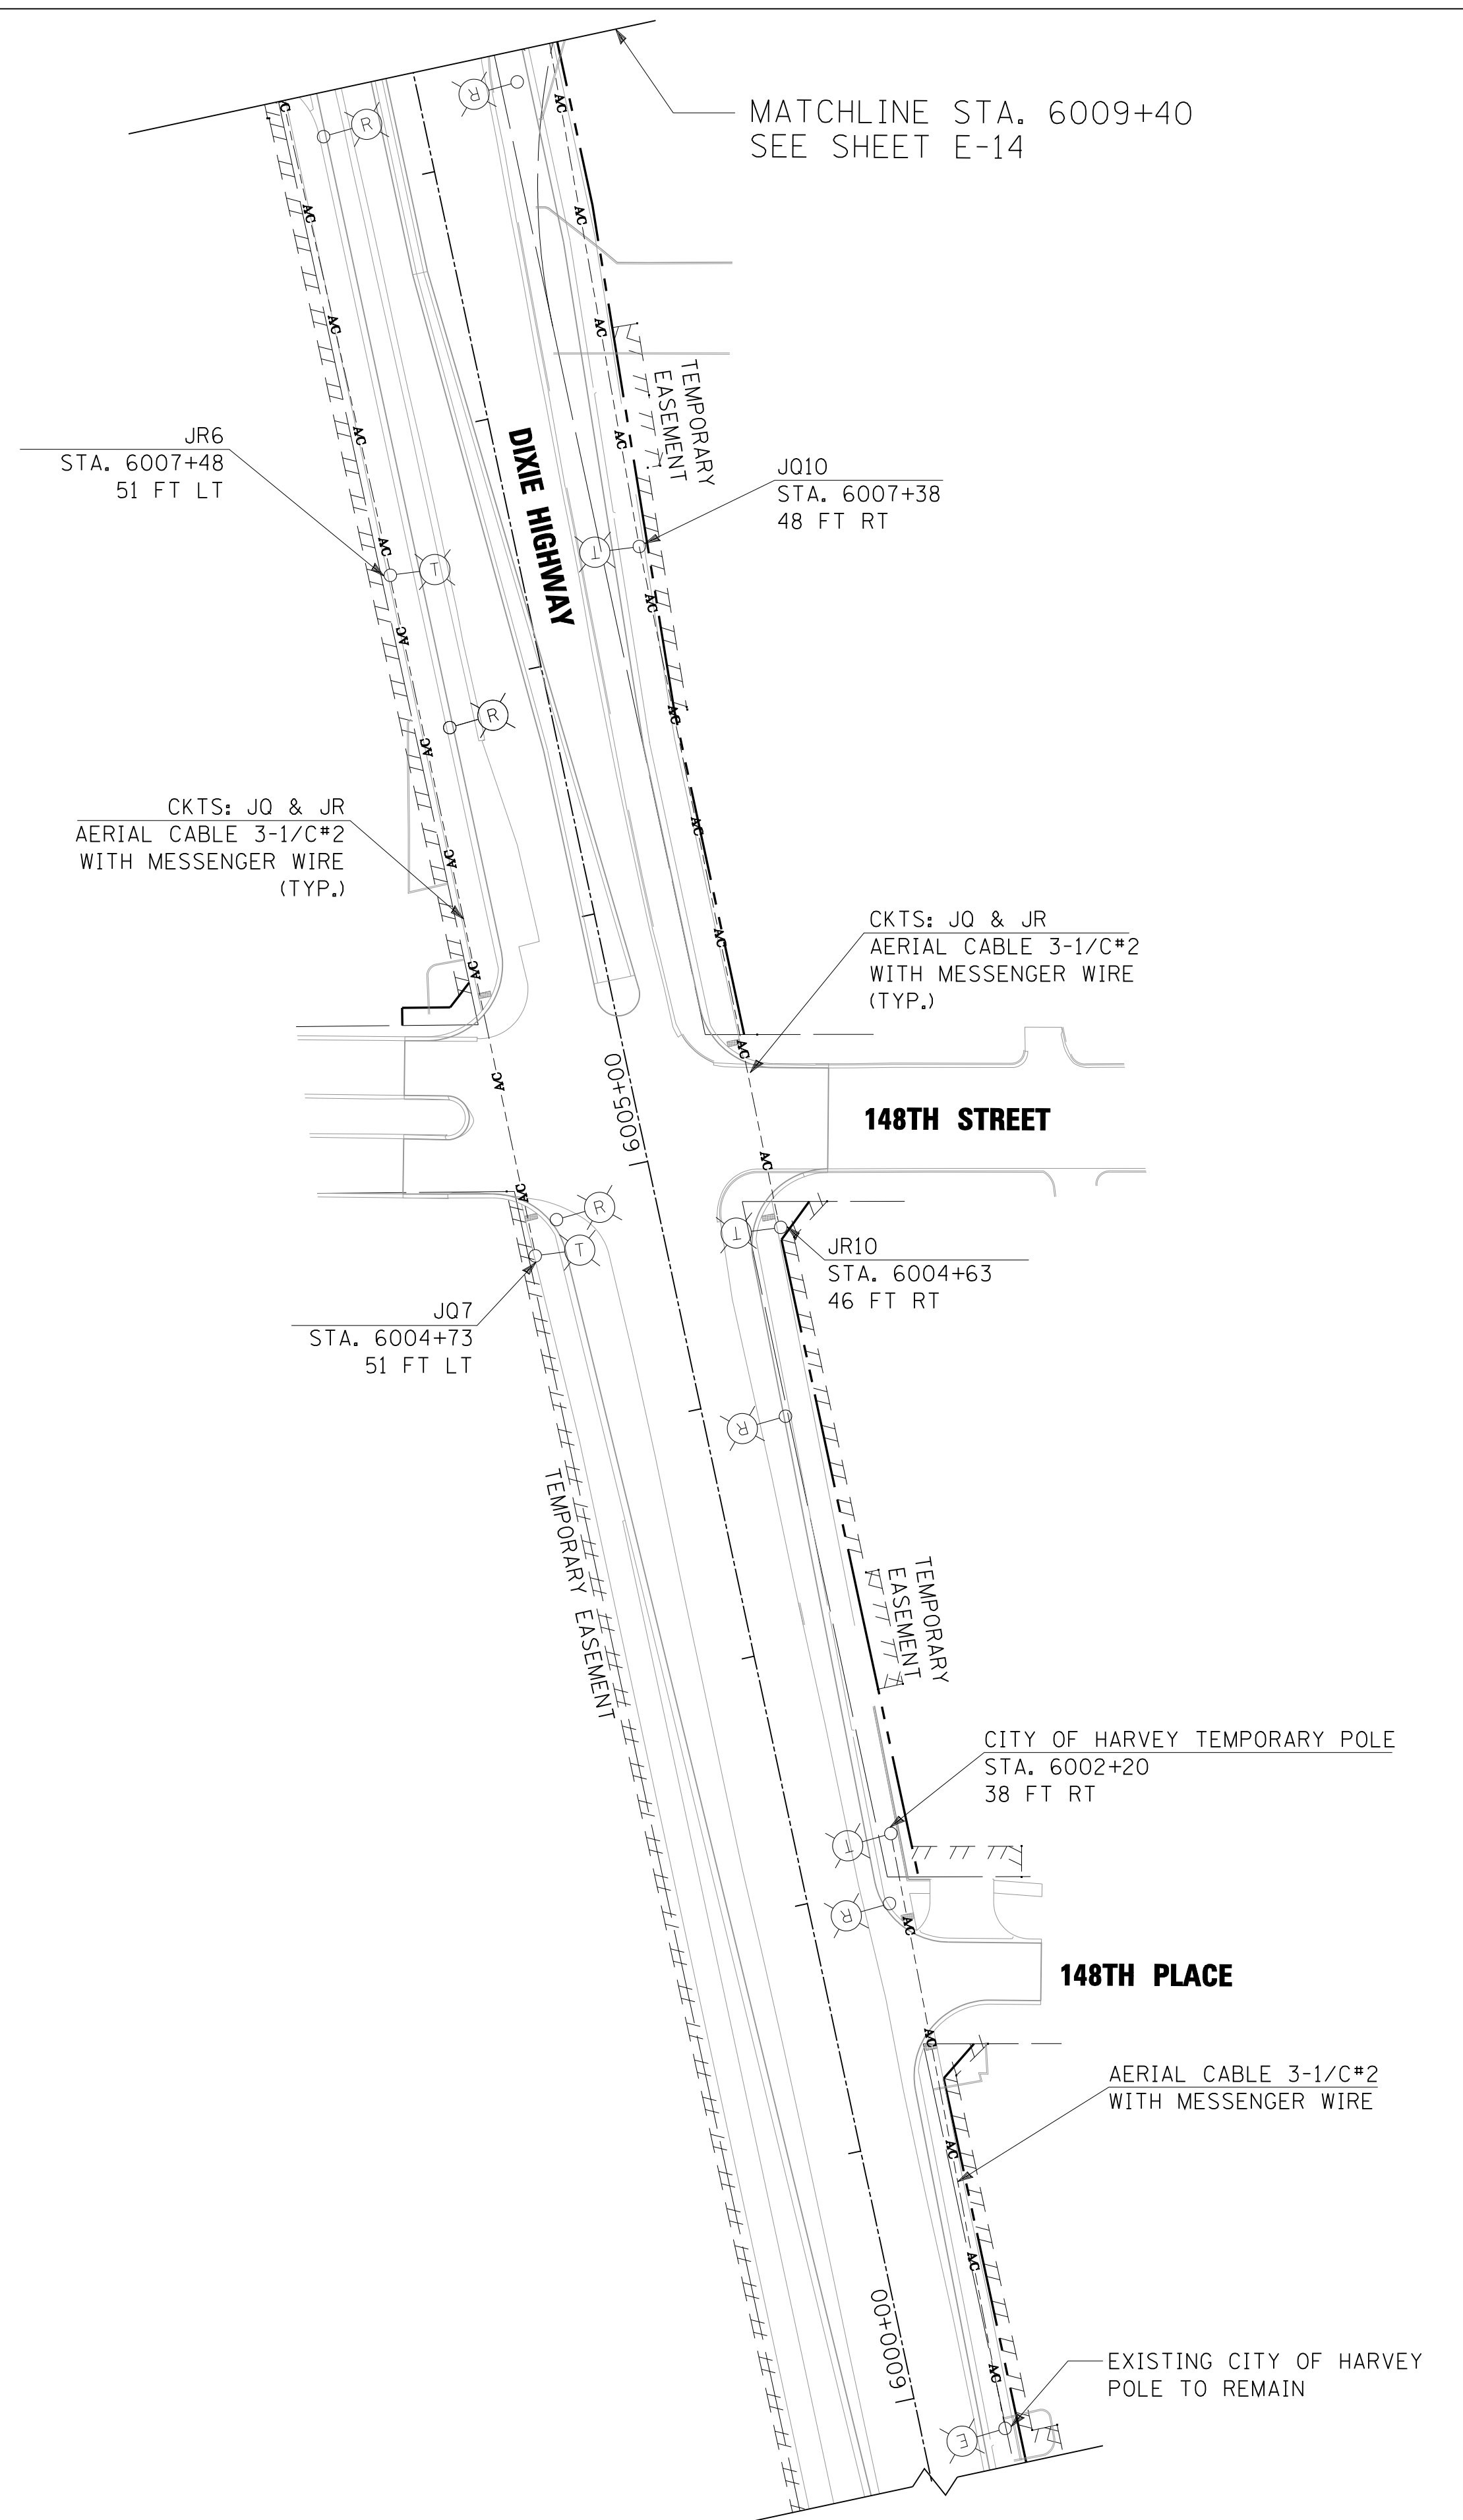 MATCHLINE STA. 6009+40
SEE SHEET E-14
R
R
A/C
A/C
A/C
A/C
A/C
A/C
A/C
TEMPORARY
EASEMENT
DIXIE HIGHWAY
JR6
STA. 6007+48
51 FT LT
A/C
A/C
JQ10
STA. 6007+38
48 FT RT
T
T
A/C
A/C
A/C
R
A/C
A/C
CKTS: JQ & JR
AERIAL CABLE 3-1/C#2
WITH MESSENGER WIRE
(TYP.)
A/C
A/C
CKTS: JQ & JR
AERIAL CABLE 3-1/C#2
WITH MESSENGER WIRE
(TYP.)
A/C
A/C
A/C
6005+00
148TH STREET
A/C
A/C
R
T
T
JR10
STA. 6004+63
46 FT RT
JQ7
STA. 6004+73
51 FT LT
R
TEMPORARY EASEMENT
TEMPORARY
EASEMENT
CITY OF HARVEY TEMPORARY POLE
STA. 6002+20
38 FT RT
T
R
A/C
148TH PLACE
A/C
AERIAL CABLE 3-1/C#2
WITH MESSENGER WIRE
A/C
A/C
6000+00
A/C
EXISTING CITY OF HARVEY
POLE TO REMAIN
E